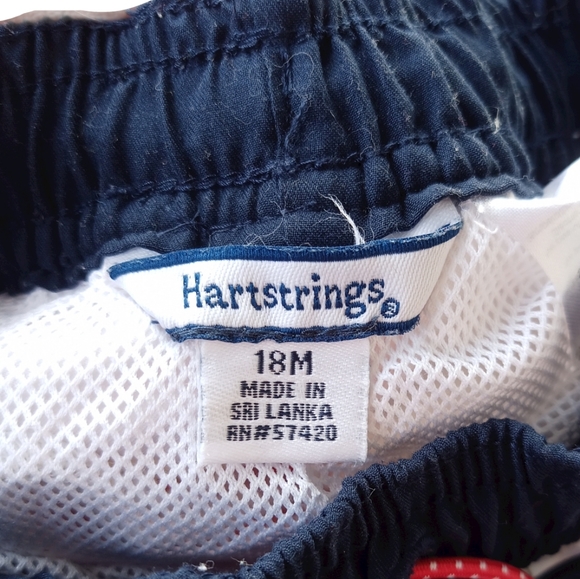 Hartstrings®
18M
MADE IN
SRI LANKA
RN#57420